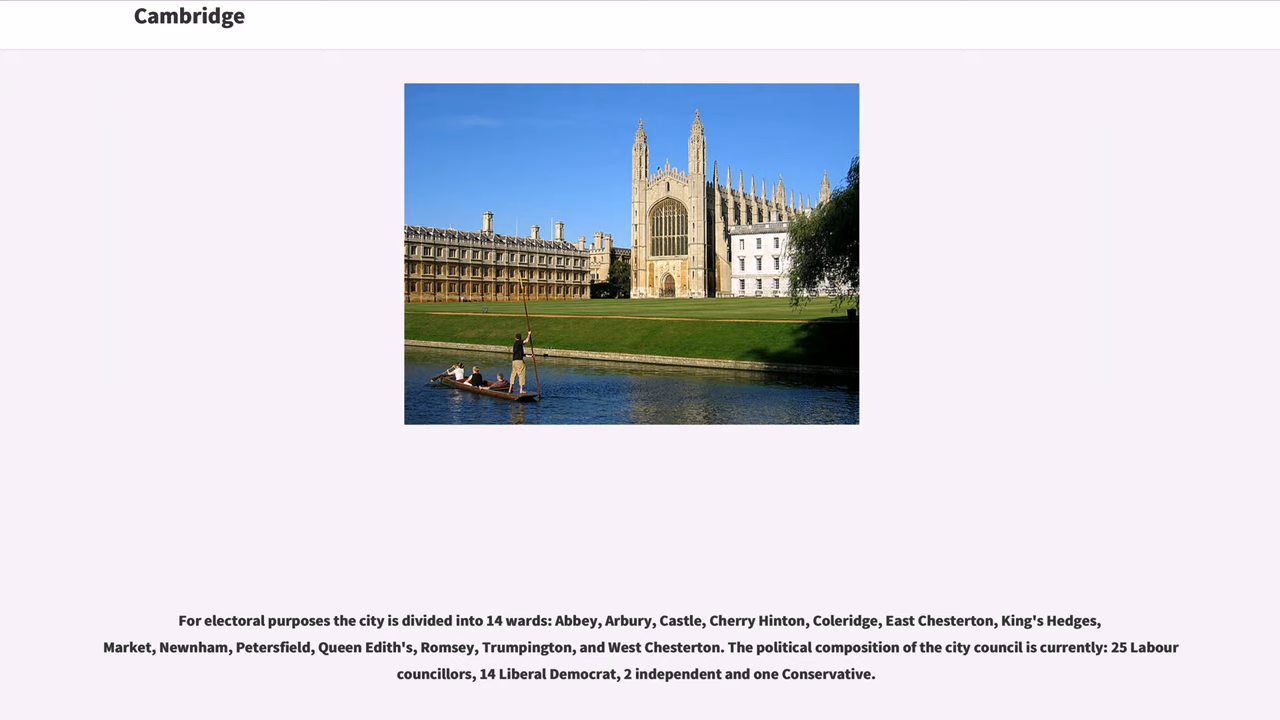 Cambridge
For electoral purposes the city is divided into 14 wards: Abbey, Arbury, Castle, Cherry Hinton, Coleridge, East Chesterton, King's Hedges,
Market, Newnham, Petersfield, Queen Edith's, Romsey, Trumpington, and West Chesterton. The political composition of the city council is currently: 25 Labour
councillors, 14 Liberal Democrat, 2 independent and one Conservative.